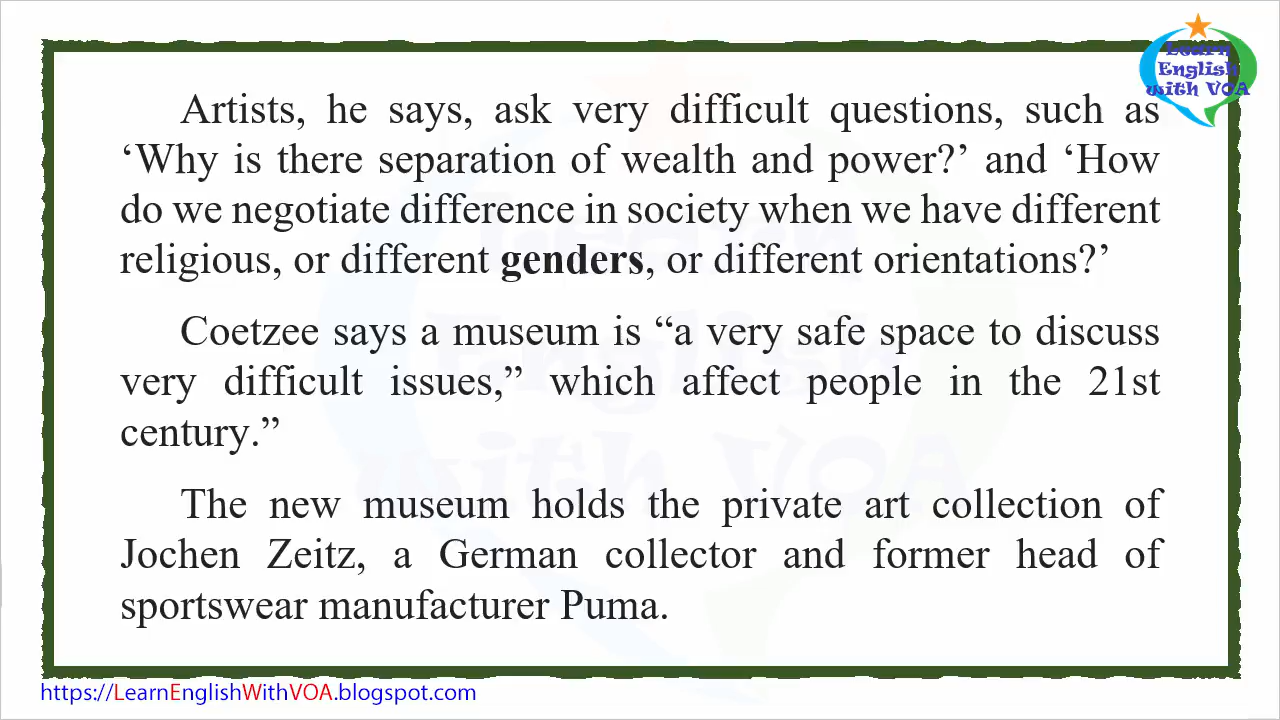 Learn
English
with VOA
Artists, he says, ask very difficult questions, such as
‘Why is there separation of wealth and power?’ and ‘How
do we negotiate difference in society when we have different
religious, or different genders, or different orientations?’
Coetzee says a museum is “a very safe space to discuss
very difficult issues,” which affect people in the 21st
century.”
The new museum holds the private art collection of
Jochen Zeitz, a German collector and former head of
sportswear manufacturer Puma.
https://LearnEnglishWithVOA.blogspot.com